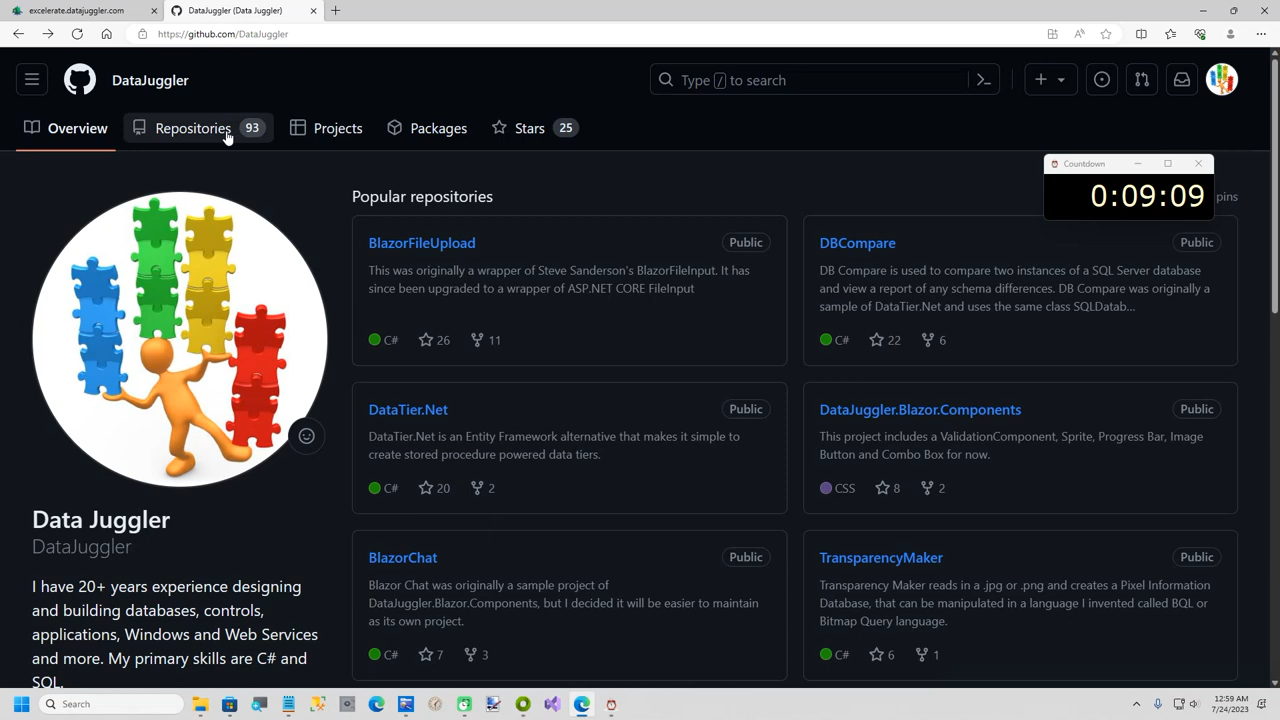 excelerate.datajuggler.com
DataJuggler (Data Juggler)
https://github.com/DataJuggler
DataJuggler
Type / to search
Overview
Repositories 93
Projects
Packages
Stars 25
Countdown
0:09:09
Popular repositories
pins
BlazorFileUpload
Public
This was originally a wrapper of Steve Sanderson's BlazorFileInput. It has
since been upgraded to a wrapper of ASP.NET CORE FileInput
C# 26 11
DBCompare
Public
DB Compare is used to compare two instances of a SQL Server database
and view a report of any schema differences. DB Compare was originally a
sample of DataTier.Net and uses the same class SQLDatab...
C# 22 6
DataTier.Net
Public
DataTier.Net is an Entity Framework alternative that makes it simple to
create stored procedure powered data tiers.
C# 20 2
DataJuggler.Blazor.Components
Public
This project includes a ValidationComponent, Sprite, Progress Bar, Image
Button and Combo Box for now.
CSS 8 2
BlazorChat
Public
Blazor Chat was originally a sample project of
DataJuggler.Blazor.Components, but I decided it will be easier to maintain
as its own project.
C# 7 3
TransparencyMaker
Public
Transparency Maker reads in a .jpg or .png and creates a Pixel Information
Database, that can be manipulated in a language I invented called BQL or
Bitmap Query language.
C# 6 1
Data Juggler
DataJuggler
I have 20+ years experience designing
and building databases, controls,
applications, Windows and Web Services
and more. My primary skills are C# and
SQL.
Search
12:59 AM
7/24/2023